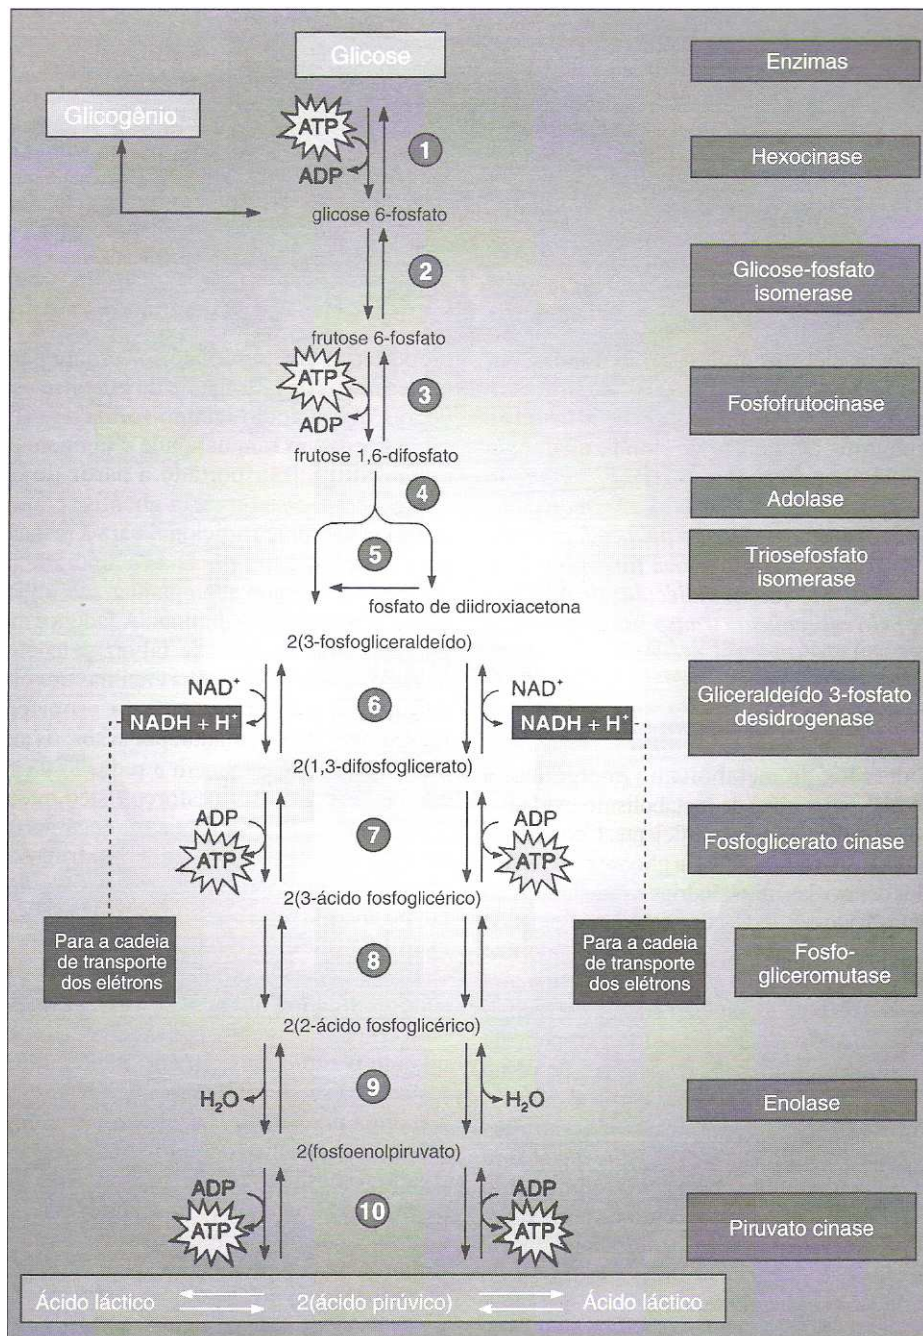 Glicose
Enzimas
Glicogênio
ATP
ADP
1
Hexocinase
glicose 6-fosfato
2
Glicose-fosfato
isomerase
frutose 6-fosfato
ATP
ADP
3
Fosfofrutocinase
frutose 1,6-difosfato
4
Adolase
5
Triosefosfato
isomerase
fosfato de diidroxiacetona
2(3-fosfogliceraldeído)
NAD⁺
NADH + H⁺
6
NAD⁺
NADH + H⁺
Gliceraldeído 3-fosfato
desidrogenase
2(1,3-difosfoglicerato)
ADP
ATP
7
ADP
ATP
Fosfoglicerato cinase
2(3-ácido fosfoglicérico)
Para a cadeia
de transporte
dos elétrons
8
Para a cadeia
de transporte
dos elétrons
Fosfo-
gliceromutase
2(2-ácido fosfoglicérico)
H₂O
9
H₂O
Enolase
2(fosfoenolpiruvato)
ADP
ATP
10
ADP
ATP
Piruvato cinase
Ácido láctico
2(ácido pirúvico)
Ácido láctico